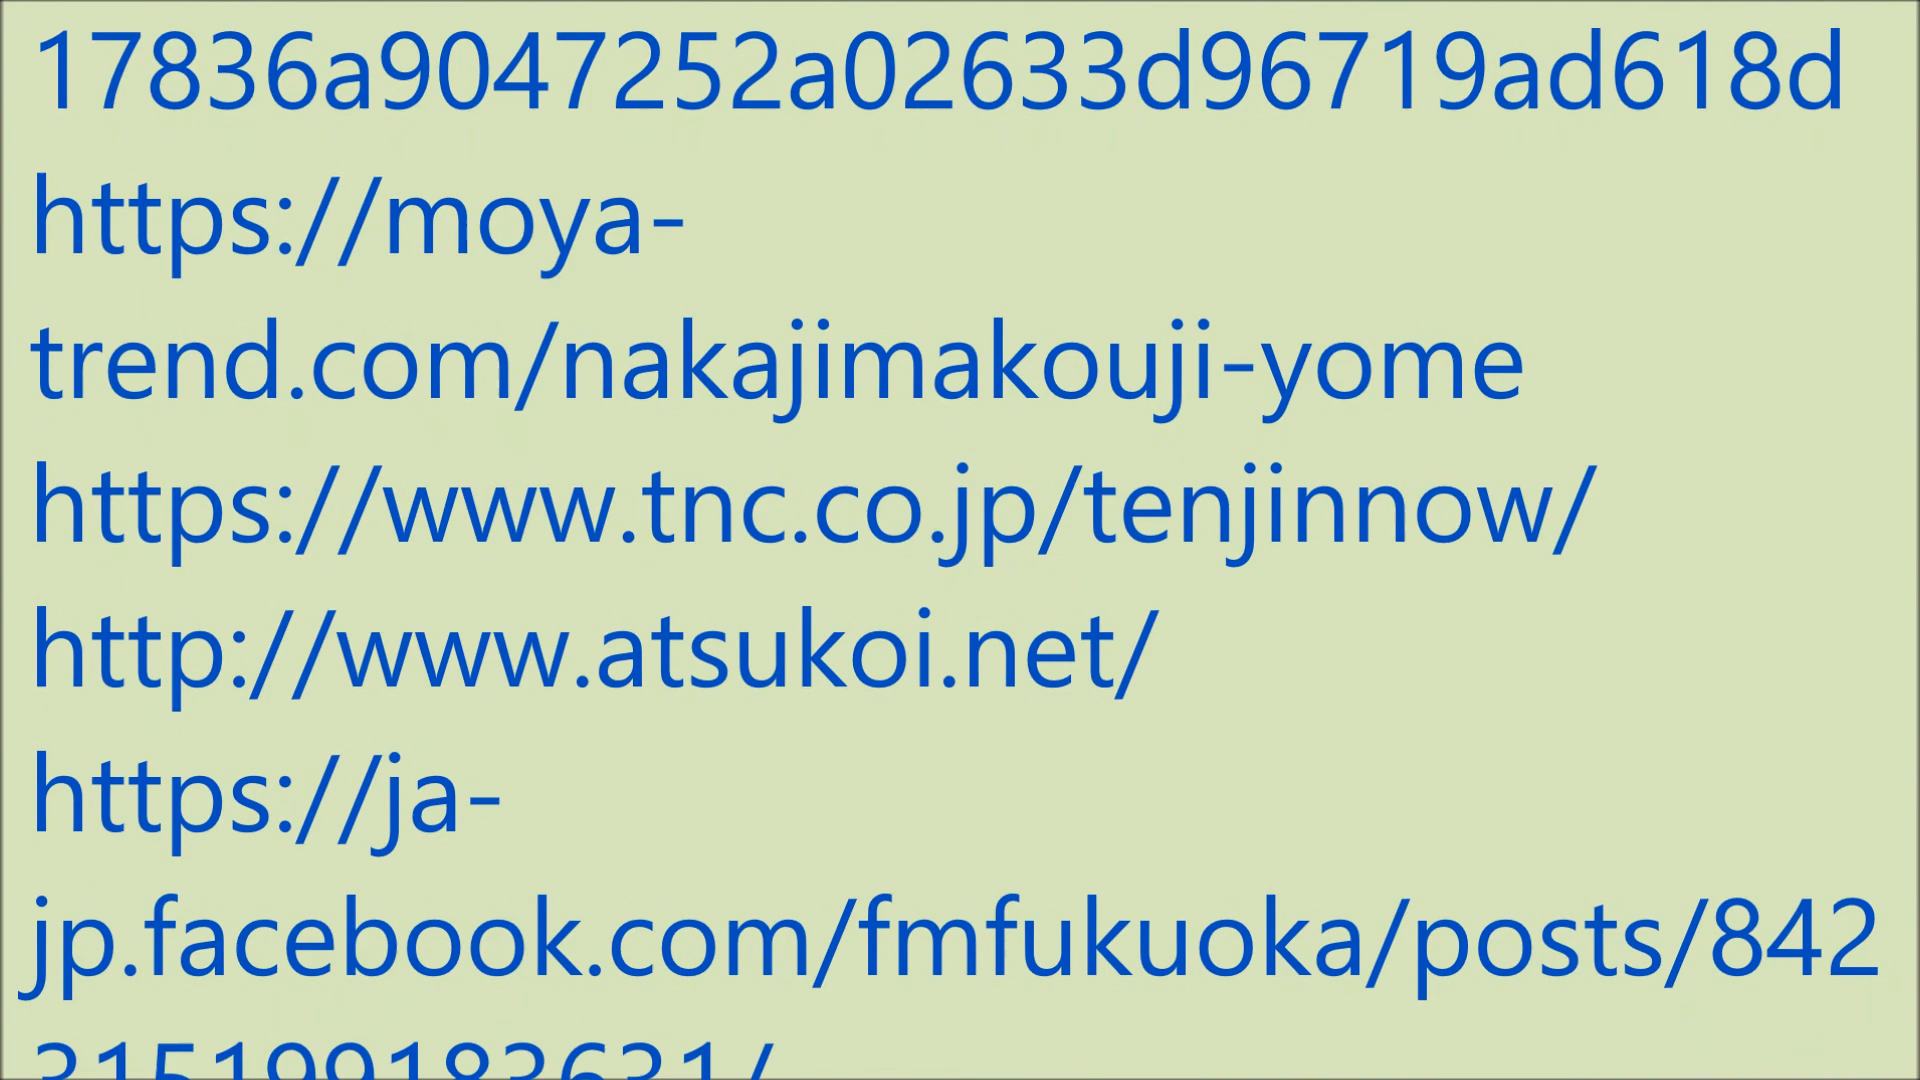 17836a9047252a02633d96719ad618d
https://moya-
trend.com/nakajimakouji-yome
https://www.tnc.co.jp/tenjinnow/
http://www.atsukoi.net/
https://ja-
jp.facebook.com/fmfukuoka/posts/842
315199183631/